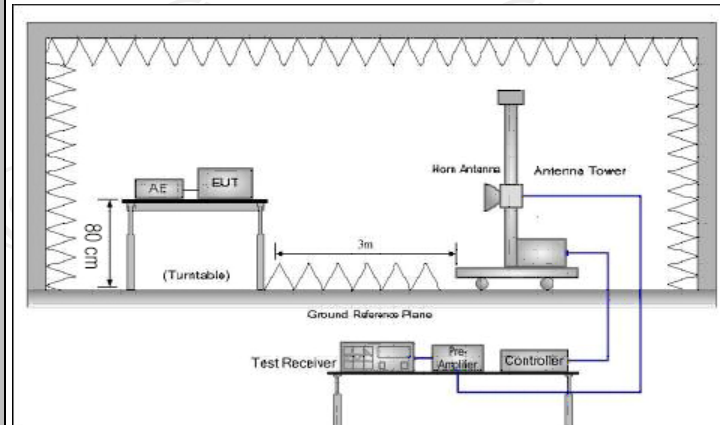 Horn Antenna
Antenna Tower
AE
EUT
80 cm
3m
(Turntable)
Ground Reference Plane
Test Receiver
Pre-
Amplifier
Controller